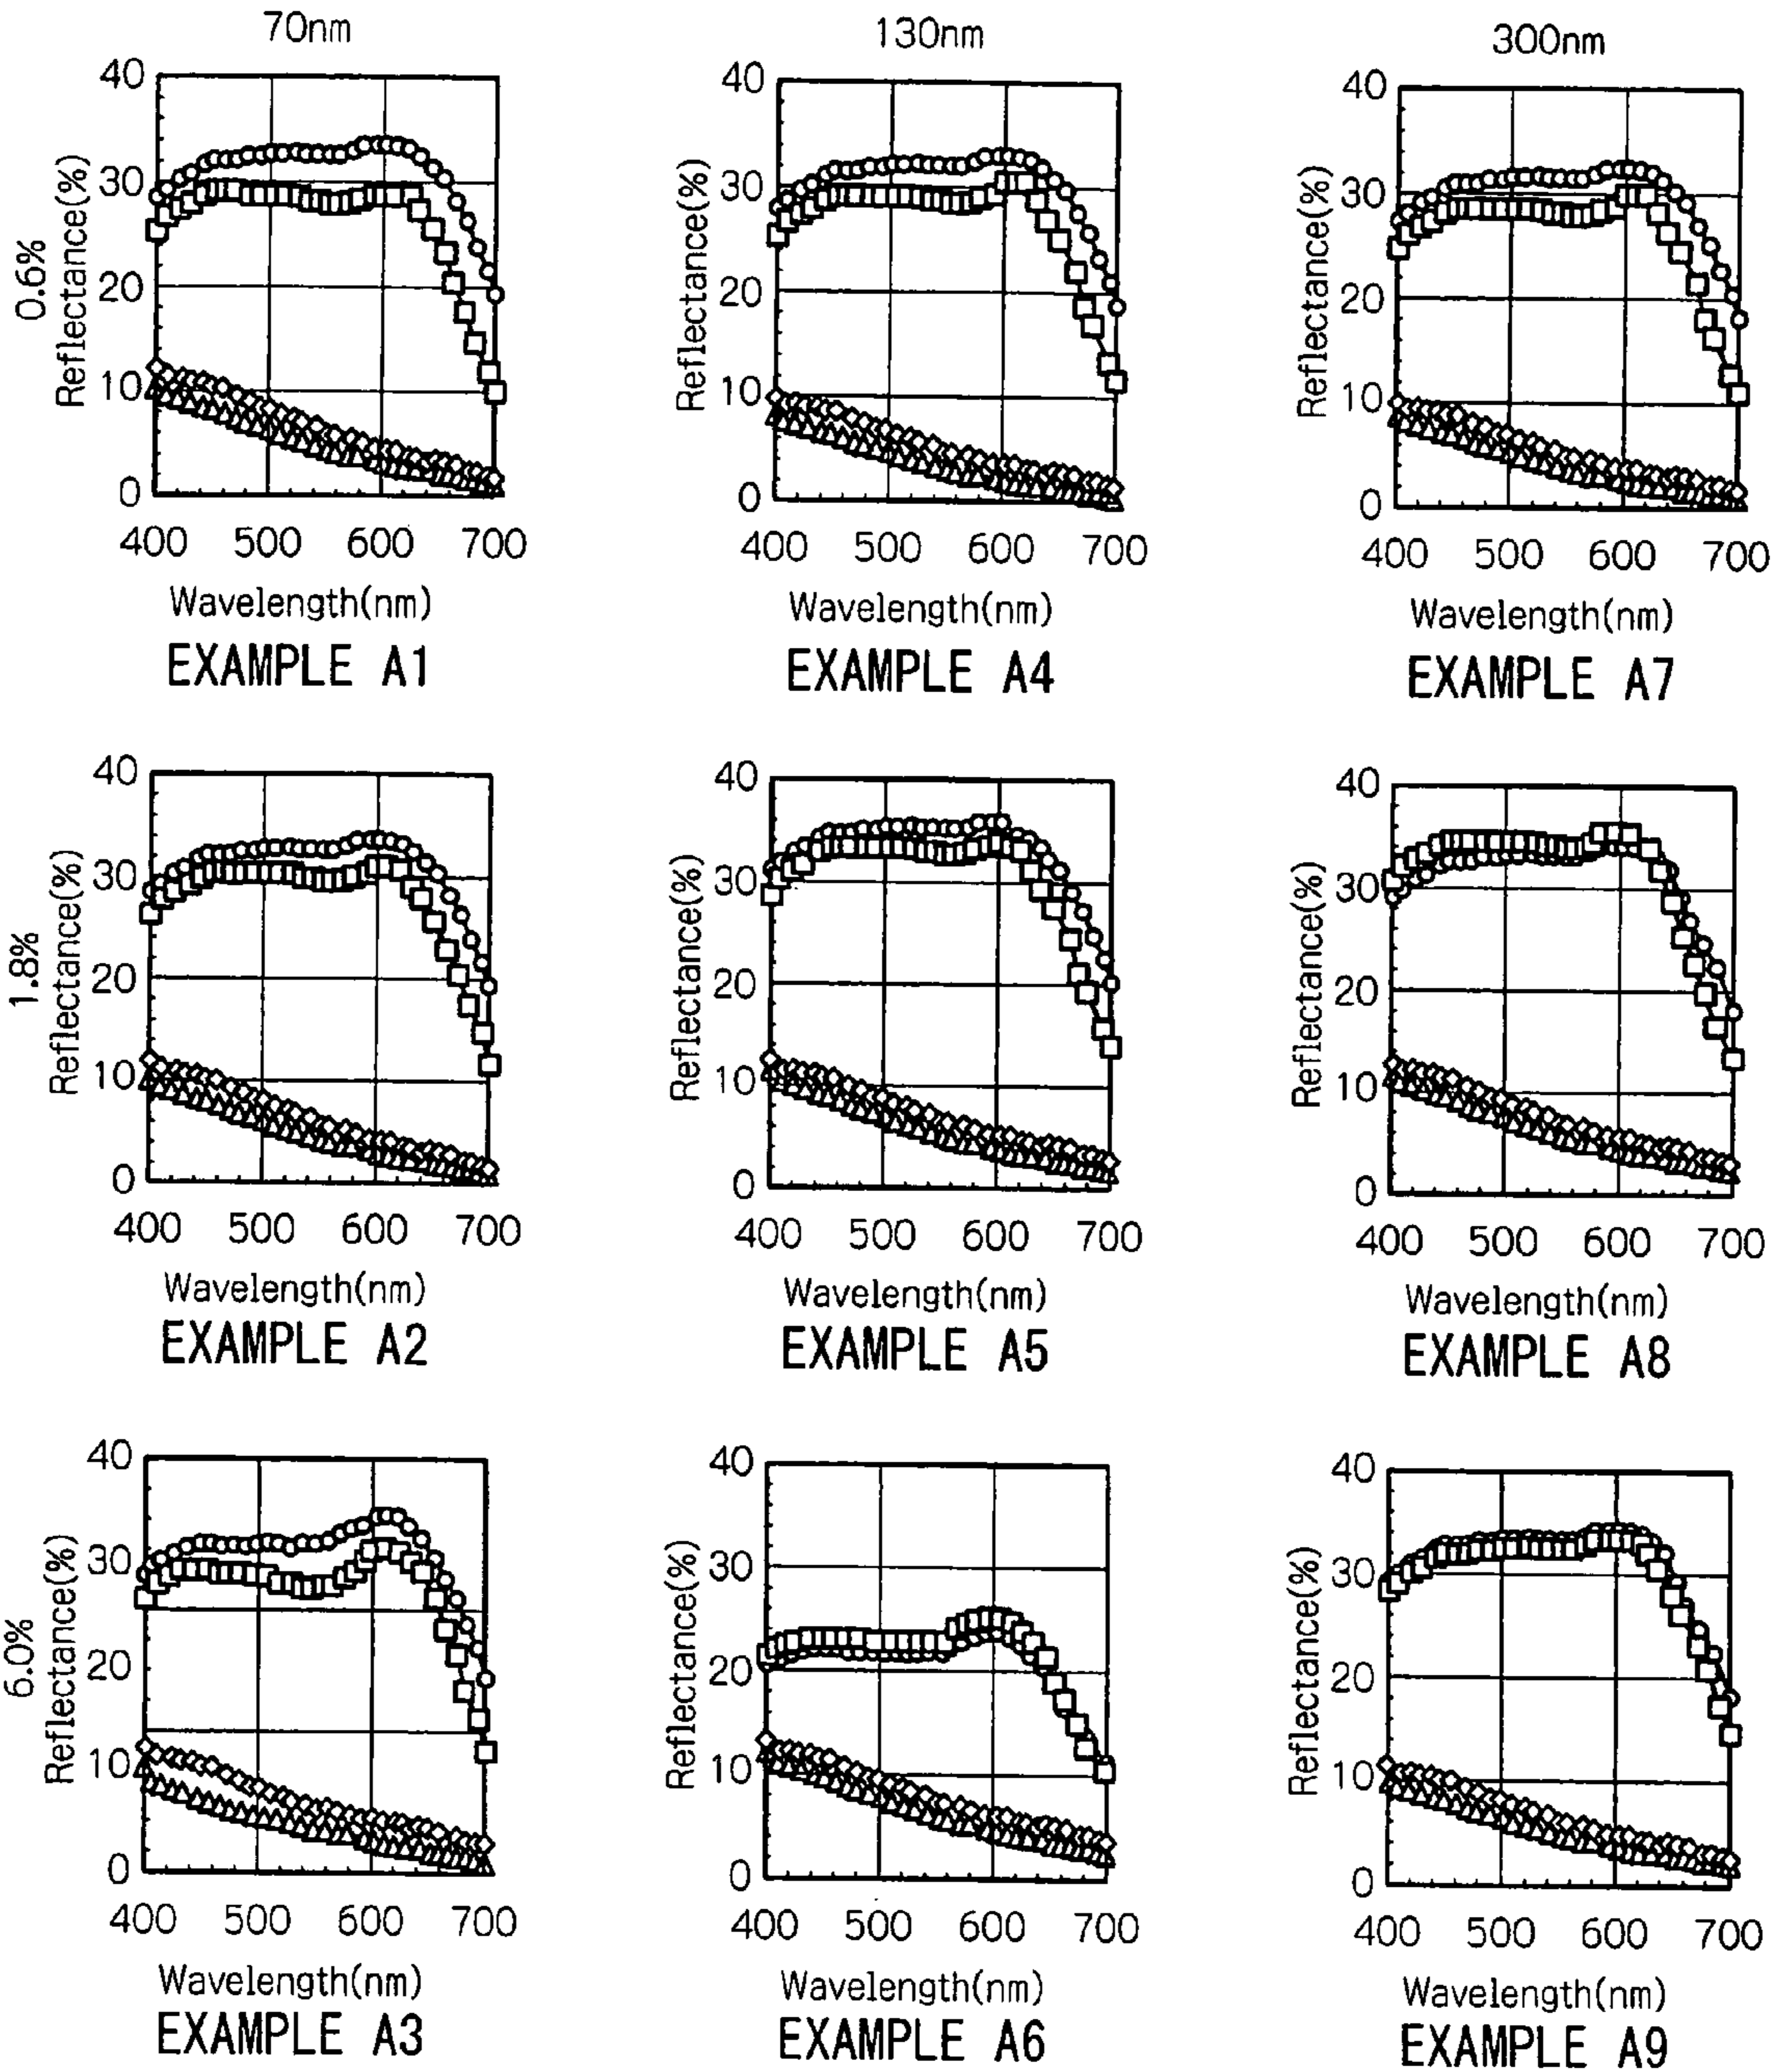 70nm
130nm
300nm
0.6%
Reflectance(%)
40
30
20
10
0
400 500 600 700
Wavelength(nm)
EXAMPLE A1
Reflectance(%)
40
30
20
10
0
400 500 600 700
Wavelength(nm)
EXAMPLE A4
Reflectance(%)
40
30
20
10
0
400 500 600 700
Wavelength(nm)
EXAMPLE A7
1.8%
Reflectance(%)
40
30
20
10
0
400 500 600 700
Wavelength(nm)
EXAMPLE A2
Reflectance(%)
40
30
20
10
0
400 500 600 700
Wavelength(nm)
EXAMPLE A5
Reflectance(%)
40
30
20
10
0
400 500 600 700
Wavelength(nm)
EXAMPLE A8
6.0%
Reflectance(%)
40
30
20
10
0
400 500 600 700
Wavelength(nm)
EXAMPLE A3
Reflectance(%)
40
30
20
10
0
400 500 600 700
Wavelength(nm)
EXAMPLE A6
Reflectance(%)
40
30
20
10
0
400 500 600 700
Wavelength(nm)
EXAMPLE A9